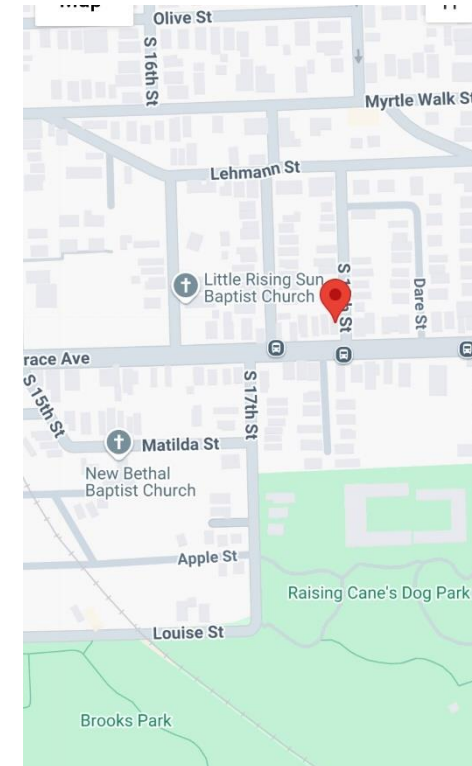 Olive St
S 16th St
Myrtle Walk St
Lehmann St
Little Rising Sun
Baptist Church
Dare St
race Ave
S 15th St
S 17th St
Matilda St
New Bethal
Baptist Church
Apple St
Raising Cane's Dog Park
Louise St
Brooks Park